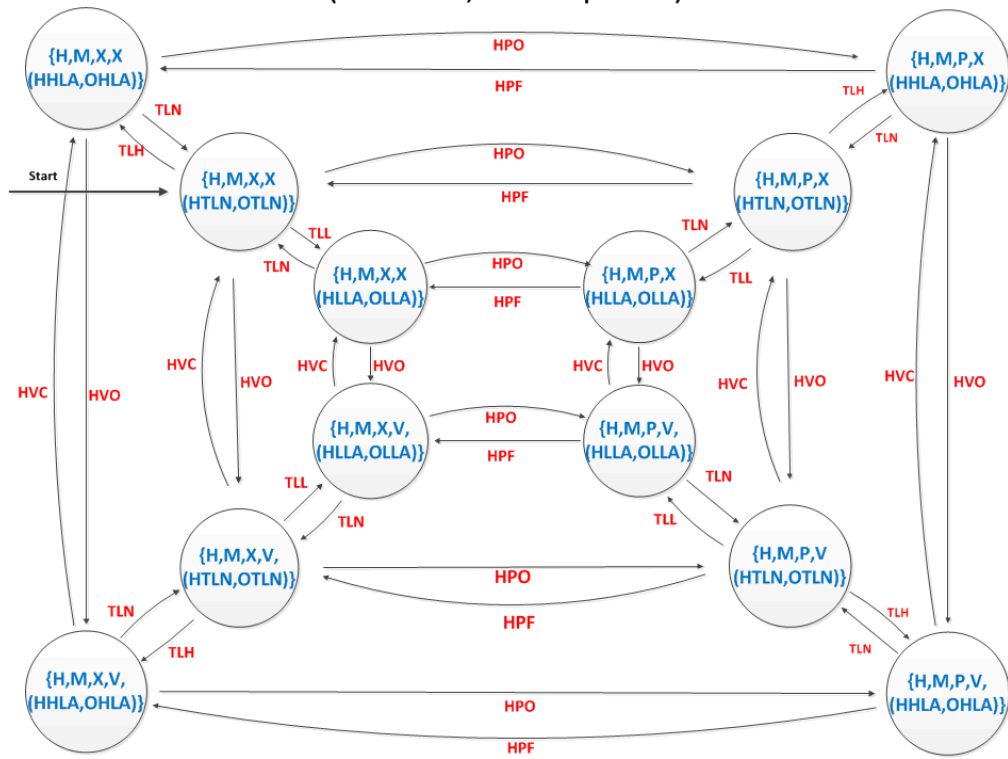 {H,M,X,X
(HHLA,OHLA)}
HPO
HPF
{H,M,P,X
(HHLA,OHLA)}
TLN
TLH
TLH
TLN
Start
{H,M,X,X
(HTLN,OTLN)}
HPO
HPF
{H,M,P,X
(HTLN,OTLN)}
TLL
TLN
TLN
TLL
{H,M,X,X
(HLLA,OLLA)}
HPO
HPF
{H,M,P,X
(HLLA,OLLA)}
HVC
HVO
HVC
HVO
HVC
HVO
HVC
HVO
HVC
HVO
HVC
HVO
{H,M,X,V,
(HLLA,OLLA)}
HPO
HPF
{H,M,P,V,
(HLLA,OLLA)}
TLL
TLN
TLN
TLL
{H,M,X,V,
(HTLN,OTLN)}
HPO
HPF
{H,M,P,V
(HTLN,OTLN)}
TLN
TLH
TLH
TLN
{H,M,X,V,
(HHLA,OHLA)}
HPO
HPF
{H,M,P,V,
(HHLA,OHLA)}